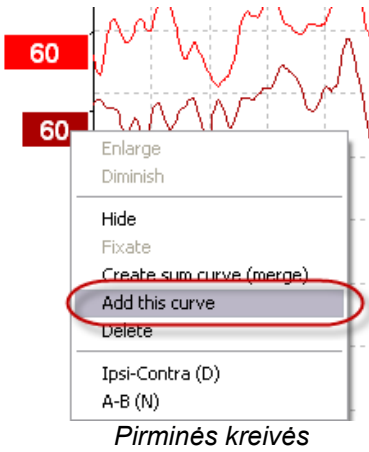 60
60
Enlarge
Diminish
Hide
Fixate
Create sum curve (merge)
Add this curve
Delete
Ipsi-Contra (D)
A-B (N)
Pirminės kreivės